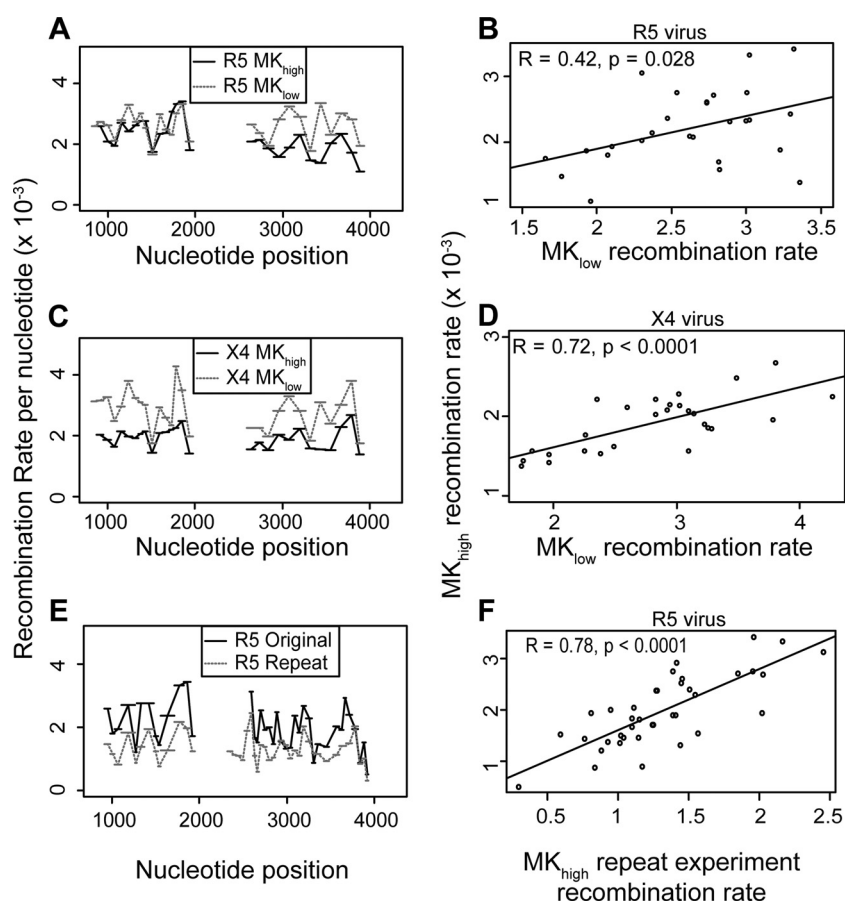 Recombination Rate per nucleotide (x 10⁻³)
A
R5 MKhigh
R5 MKlow
4
2
0
1000 2000 3000 4000
Nucleotide position
B
R5 virus
R = 0.42, p = 0.028
3
2
1
1.5 2 2.5 3 3.5
MKlow recombination rate
MKhigh recombination rate (x 10⁻³)
C
X4 MKhigh
X4 MKlow
4
2
0
1000 2000 3000 4000
Nucleotide position
D
X4 virus
R = 0.72, p < 0.0001
3
2
1
2 3 4
MKlow recombination rate
E
R5 Original
R5 Repeat
4
2
0
1000 2000 3000 4000
Nucleotide position
F
R5 virus
R = 0.78, p < 0.0001
3
2
1
0.5 1 1.5 2 2.5
MKhigh repeat experiment
recombination rate